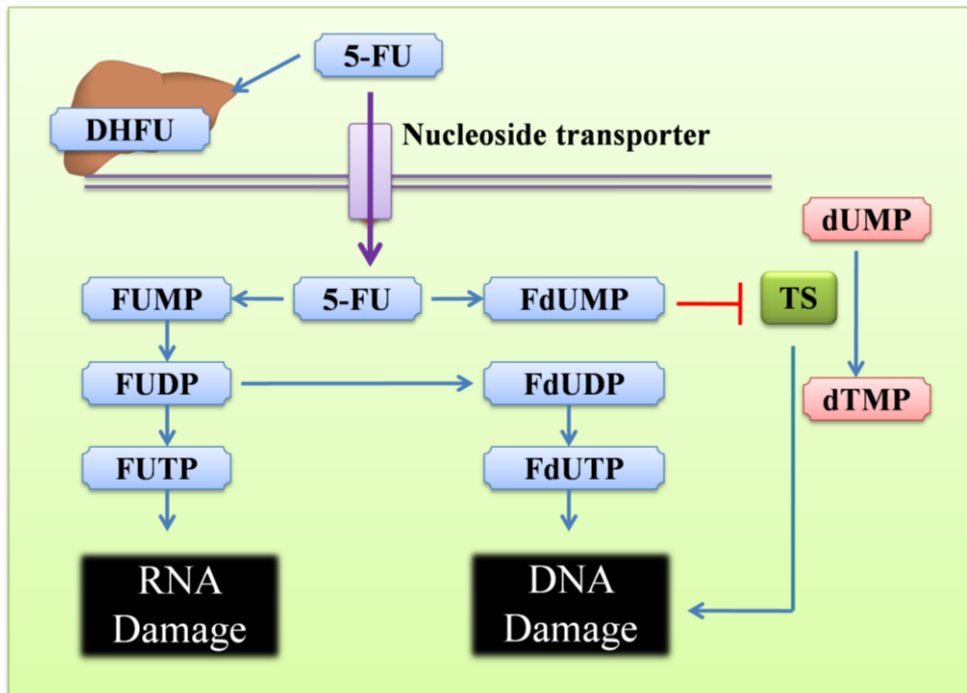 5-FU
DHFU
Nucleoside transporter
dUMP
FUMP
5-FU
FdUMP
TS
FUDP
FdUDP
dTMP
FUTP
FdUTP
RNA
Damage
DNA
Damage